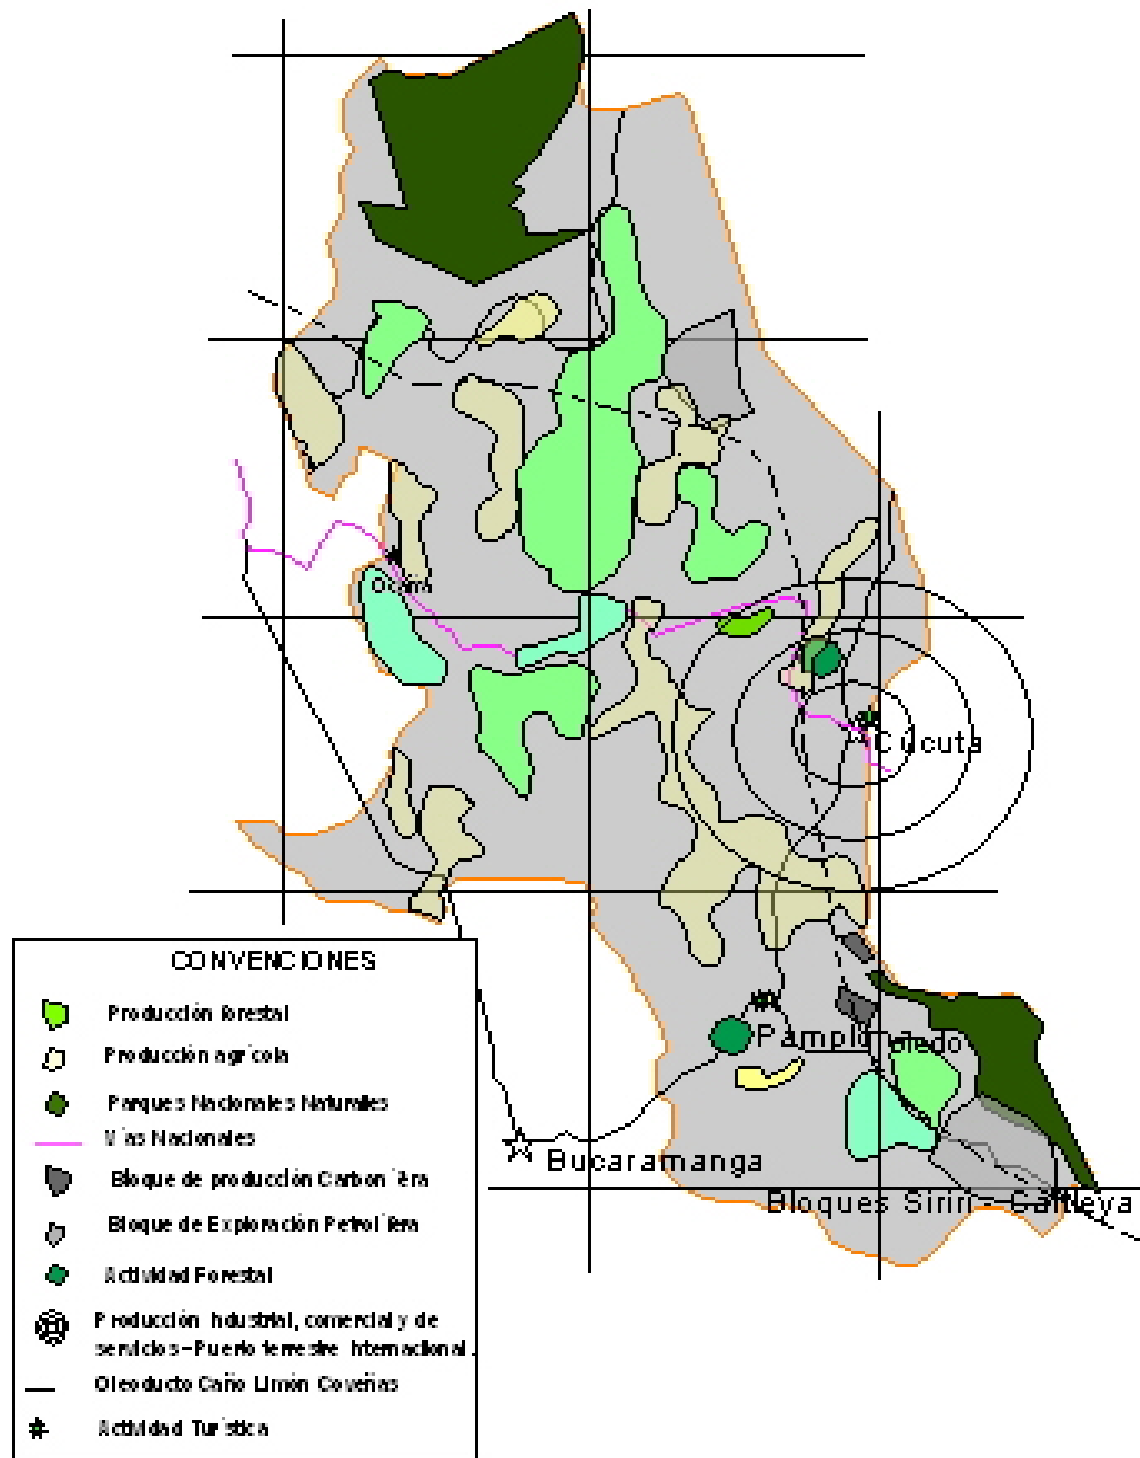 Ocaña
Cúcuta
Pamplona
Toledo
Bucaramanga
Bloques Sirirí - Catleya
CONVENCIONES
Producción forestal
Producción agrícola
Parques Nacionales Naturales
Vías Nacionales
Bloque de producción Carbonífera
Bloque de Exploración Petrolífera
Actividad Forestal
Producción Industrial, comercial y de
servicios-Puerto terrestre Internacional.
Oleoducto Caño Limón Coveñas
Actividad Turística